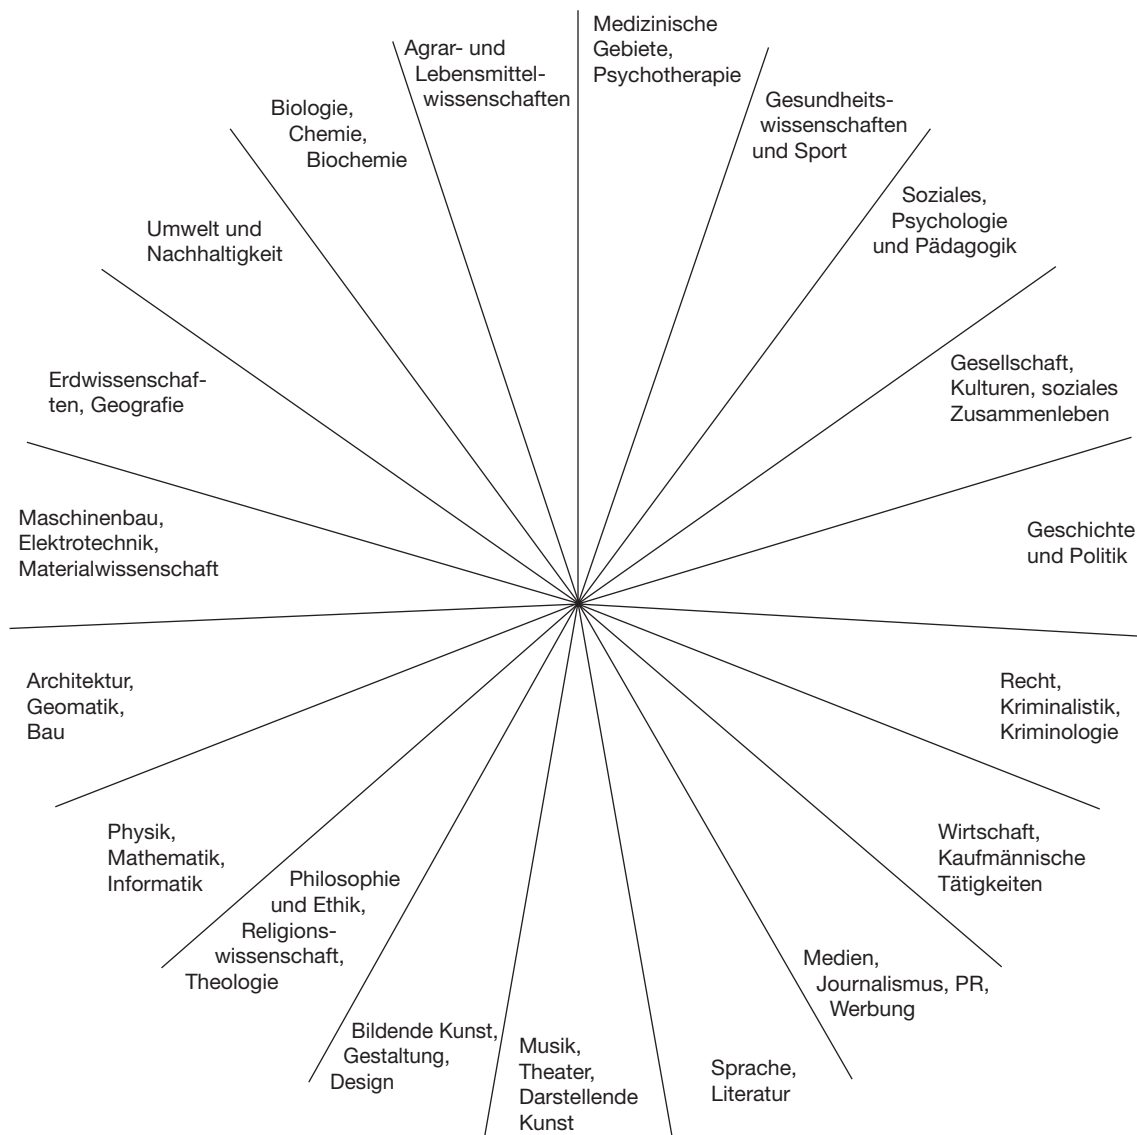 Medizinische
Gebiete,
Psychotherapie
Gesundheits-
wissenschaften
und Sport
Soziales,
Psychologie
und Pädagogik
Gesellschaft,
Kulturen, soziales
Zusammenleben
Geschichte
und Politik
Recht,
Kriminalistik,
Kriminologie
Wirtschaft,
Kaufmännische
Tätigkeiten
Medien,
Journalismus, PR,
Werbung
Sprache,
Literatur
Musik,
Theater,
Darstellende
Kunst
Bildende Kunst,
Gestaltung,
Design
Philosophie
und Ethik,
Religions-
wissenschaft,
Theologie
Physik,
Mathematik,
Informatik
Architektur,
Geomatik,
Bau
Maschinenbau,
Elektrotechnik,
Materialwissenschaft
Erdwissenschaf-
ten, Geografie
Umwelt und
Nachhaltigkeit
Biologie,
Chemie,
Biochemie
Agrar- und
Lebensmittel-
wissenschaften